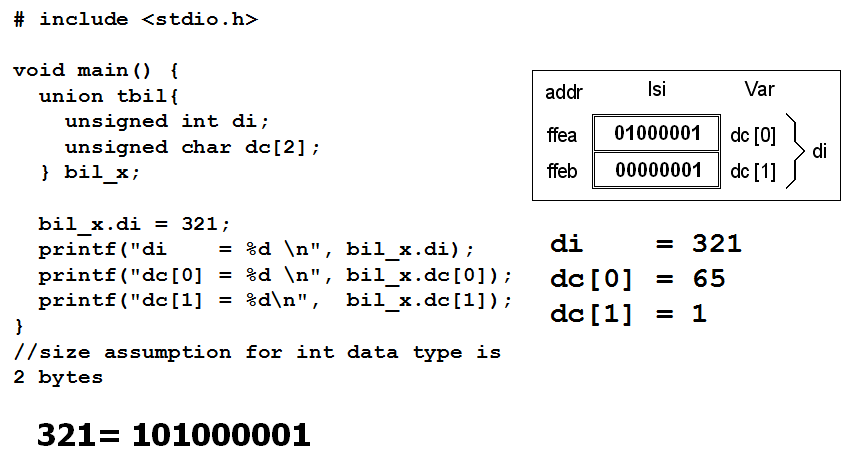 # include <stdio.h>
void main() {
union tbil{
unsigned int di;
unsigned char dc[2];
} bil_x;
bil_x.di = 321;
printf("di    = %d \n", bil_x.di);
printf("dc[0] = %d \n", bil_x.dc[0]);
printf("dc[1] = %d\n",  bil_x.dc[1]);
}
//size assumption for int data type is
2 bytes
321= 101000001
addr Isi Var
ffea 01000001 dc [0]
di
ffeb 00000001 dc [1]
di    = 321
dc[0] = 65
dc[1] = 1